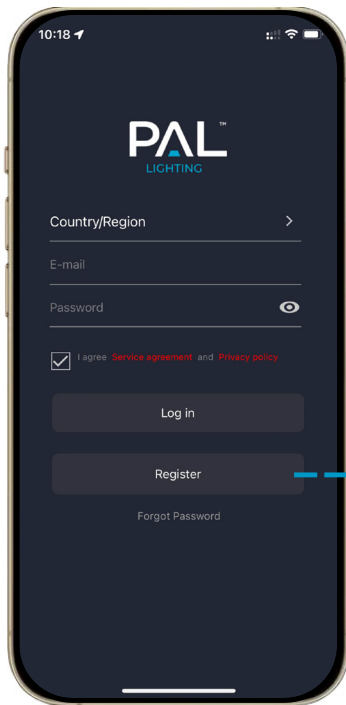 10:18
PAL™
LIGHTING
Country/Region
E-mail
Password
I agree Service agreement and Privacy policy
Log in
Register
Forgot Password